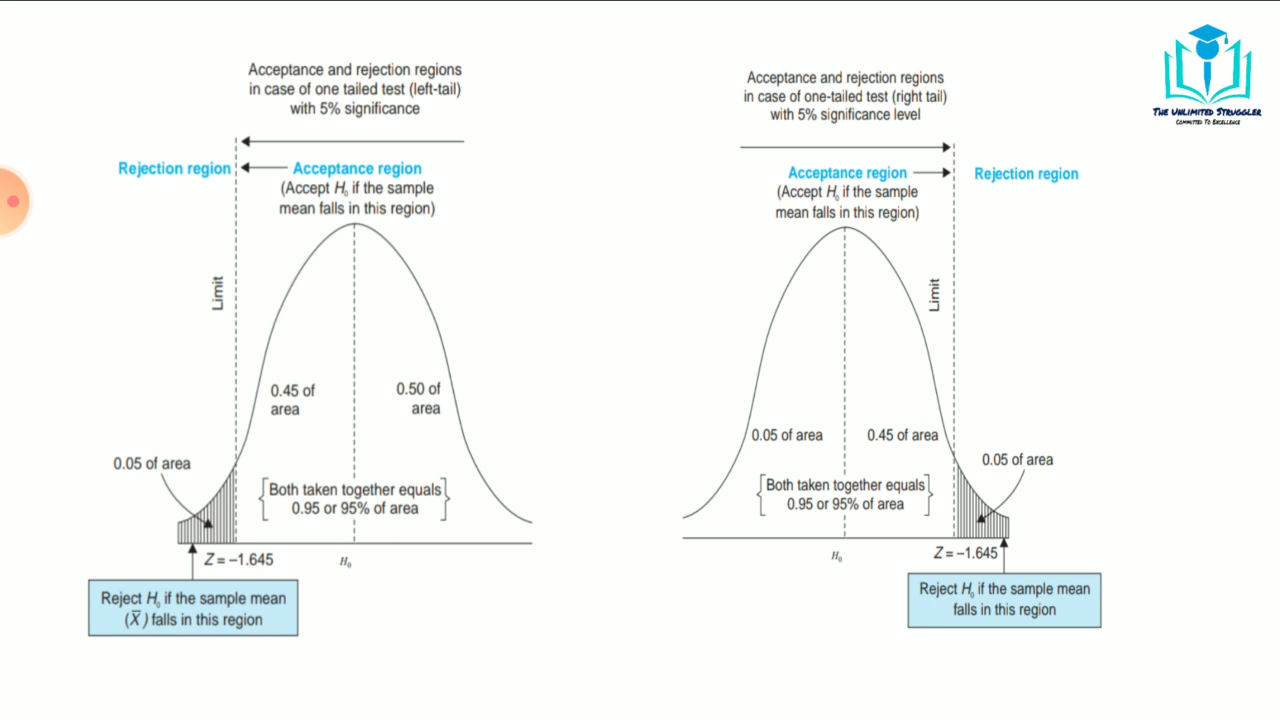 Acceptance and rejection regions
in case of one tailed test (left-tail)
with 5% significance
Rejection region
Acceptance region
(Accept H₀ if the sample
mean falls in this region)
Limit
0.45 of
area
0.50 of
area
0.05 of area
Both taken together equals
0.95 or 95% of area
Z = –1.645
H₀
Reject H₀ if the sample mean
(X̅) falls in this region
Acceptance and rejection regions
in case of one-tailed test (right tail)
with 5% significance level
Acceptance region
Rejection region
(Accept H₀ if the sample
mean falls in this region)
Limit
0.05 of area
0.45 of area
0.05 of area
Both taken together equals
0.95 or 95% of area
H₀
Z = –1.645
Reject H₀ if the sample mean
falls in this region
The Unlimited Struggler
Committed To Excellence